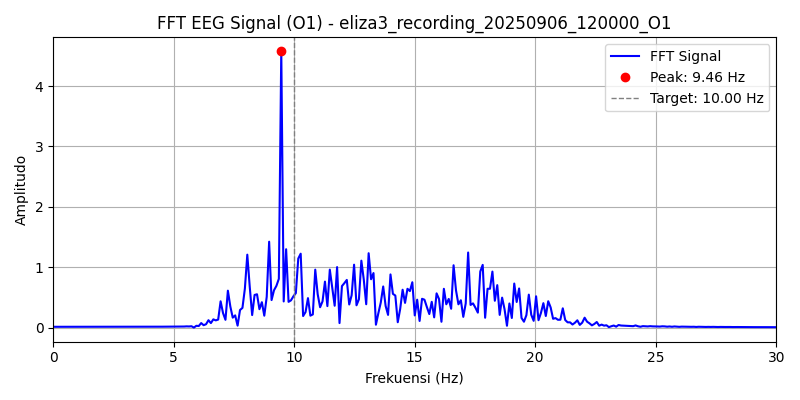 FFT EEG Signal (O1) - eliza3_recording_20250906_120000_O1
FFT Signal
Peak: 9.46 Hz
Target: 10.00 Hz
Amplitudo
4
3
2
1
0
0 5 10 15 20 25 30
Frekuensi (Hz)